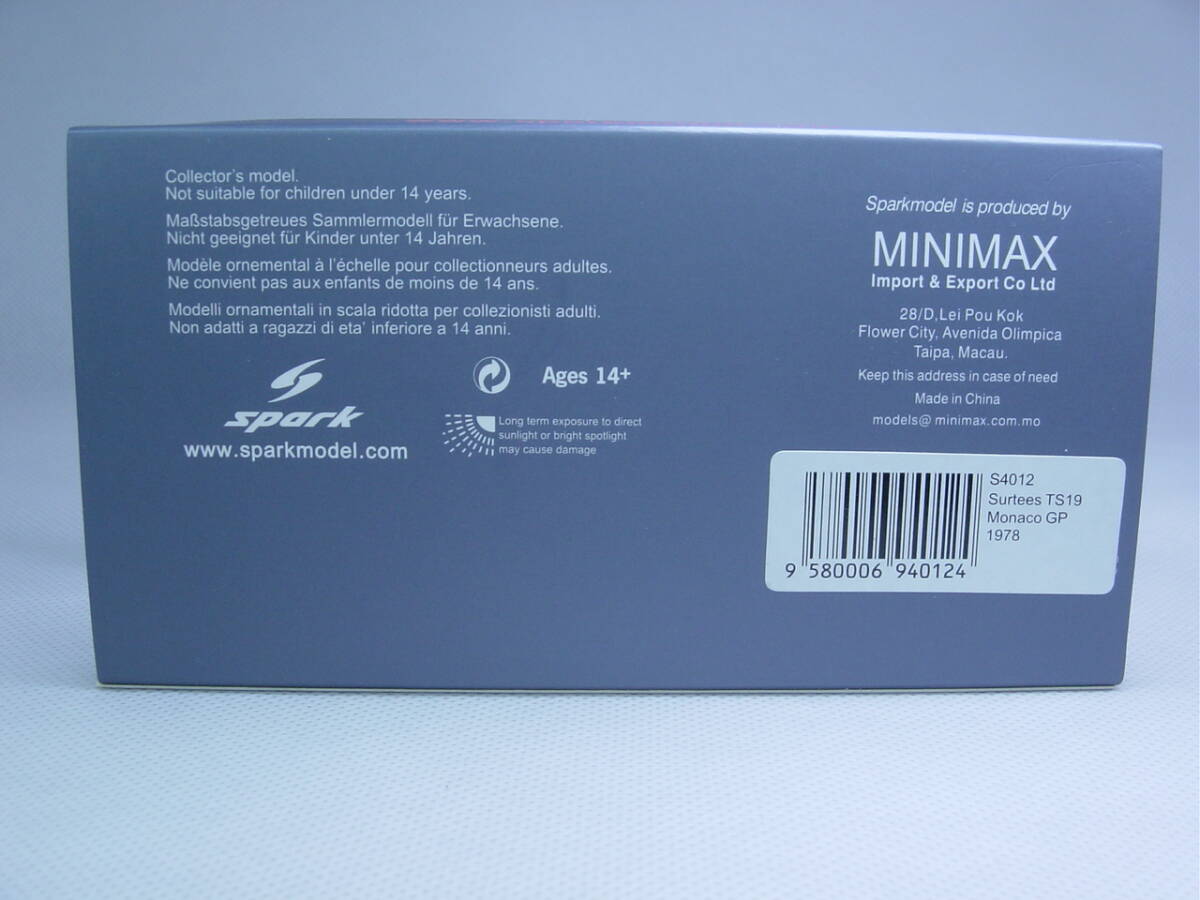 Collector's model.
Not suitable for children under 14 years.
Maßstabsgetreues Sammlermodell für Erwachsene.
Nicht geeignet für Kinder unter 14 Jahren.
Modèle ornemental à l'échelle pour collectionneurs adultes.
Ne convient pas aux enfants de moins de 14 ans.
Modelli ornamentali in scala ridotta per collezionisti adulti.
Non adatti a ragazzi di eta' inferiore a 14 anni.
spark
www.sparkmodel.com
Ages 14+
Long term exposure to direct
sunlight or bright spotlight
may cause damage
Sparkmodel is produced by
MINIMAX
Import & Export Co Ltd
28/D,Lei Pou Kok
Flower City, Avenida Olimpica
Taipa, Macau.
Keep this address in case of need
Made in China
models@ minimax.com.mo
S4012
Surtees TS19
Monaco GP
1978
9 580006 940124